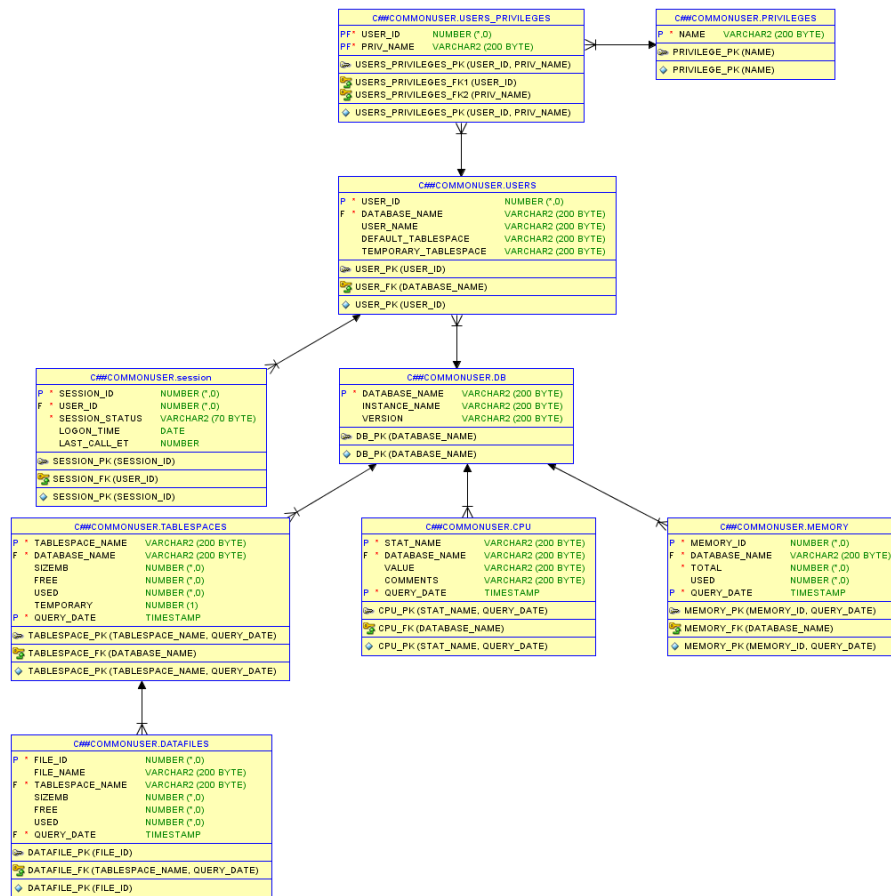 C##COMMONUSER.USERS_PRIVILEGES
PF* USER_ID NUMBER (*,0)
PF* PRIV_NAME VARCHAR2 (200 BYTE)
USERS_PRIVILEGES_PK (USER_ID, PRIV_NAME)
USERS_PRIVILEGES_FK1 (USER_ID)
USERS_PRIVILEGES_FK2 (PRIV_NAME)
USERS_PRIVILEGES_PK (USER_ID, PRIV_NAME)
C##COMMONUSER.PRIVILEGES
P * NAME VARCHAR2 (200 BYTE)
PRIVILEGE_PK (NAME)
PRIVILEGE_PK (NAME)
C##COMMONUSER.USERS
P * USER_ID NUMBER (*,0)
F * DATABASE_NAME VARCHAR2 (200 BYTE)
USER_NAME VARCHAR2 (200 BYTE)
DEFAULT_TABLESPACE VARCHAR2 (200 BYTE)
TEMPORARY_TABLESPACE VARCHAR2 (200 BYTE)
USER_PK (USER_ID)
USER_FK (DATABASE_NAME)
USER_PK (USER_ID)
C##COMMONUSER.session
P * SESSION_ID NUMBER (*,0)
F * USER_ID NUMBER (*,0)
* SESSION_STATUS VARCHAR2 (70 BYTE)
LOGON_TIME DATE
LAST_CALL_ET NUMBER
SESSION_PK (SESSION_ID)
SESSION_FK (USER_ID)
SESSION_PK (SESSION_ID)
C##COMMONUSER.DB
P * DATABASE_NAME VARCHAR2 (200 BYTE)
INSTANCE_NAME VARCHAR2 (200 BYTE)
VERSION VARCHAR2 (200 BYTE)
DB_PK (DATABASE_NAME)
DB_PK (DATABASE_NAME)
C##COMMONUSER.TABLESPACES
P * TABLESPACE_NAME VARCHAR2 (200 BYTE)
F * DATABASE_NAME VARCHAR2 (200 BYTE)
SIZEMB NUMBER (*,0)
FREE NUMBER (*,0)
USED NUMBER (*,0)
TEMPORARY NUMBER (1)
P * QUERY_DATE TIMESTAMP
TABLESPACE_PK (TABLESPACE_NAME, QUERY_DATE)
TABLESPACE_FK (DATABASE_NAME)
TABLESPACE_PK (TABLESPACE_NAME, QUERY_DATE)
C##COMMONUSER.CPU
P * STAT_NAME VARCHAR2 (200 BYTE)
F * DATABASE_NAME VARCHAR2 (200 BYTE)
VALUE VARCHAR2 (200 BYTE)
COMMENTS VARCHAR2 (200 BYTE)
P * QUERY_DATE TIMESTAMP
CPU_PK (STAT_NAME, QUERY_DATE)
CPU_FK (DATABASE_NAME)
CPU_PK (STAT_NAME, QUERY_DATE)
C##COMMONUSER.MEMORY
P * MEMORY_ID NUMBER (*,0)
F * DATABASE_NAME VARCHAR2 (200 BYTE)
* TOTAL NUMBER (*,0)
USED NUMBER (*,0)
P * QUERY_DATE TIMESTAMP
MEMORY_PK (MEMORY_ID, QUERY_DATE)
MEMORY_FK (DATABASE_NAME)
MEMORY_PK (MEMORY_ID, QUERY_DATE)
C##COMMONUSER.DATAFILES
P * FILE_ID NUMBER (*,0)
FILE_NAME VARCHAR2 (200 BYTE)
F * TABLESPACE_NAME VARCHAR2 (200 BYTE)
SIZEMB NUMBER (*,0)
FREE NUMBER (*,0)
USED NUMBER (*,0)
F * QUERY_DATE TIMESTAMP
DATAFILE_PK (FILE_ID)
DATAFILE_FK (TABLESPACE_NAME, QUERY_DATE)
DATAFILE_PK (FILE_ID)